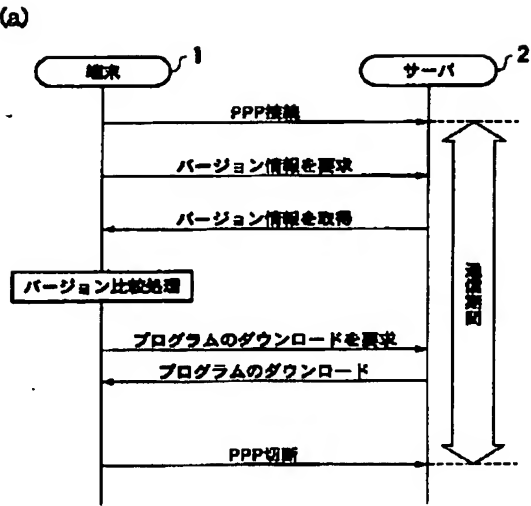 (a)
端末 1
サーバ 2
PPP接続
バージョン情報を要求
バージョン情報を取得
バージョン比較処理
プログラムのダウンロードを要求
プログラムのダウンロード
PPP切断